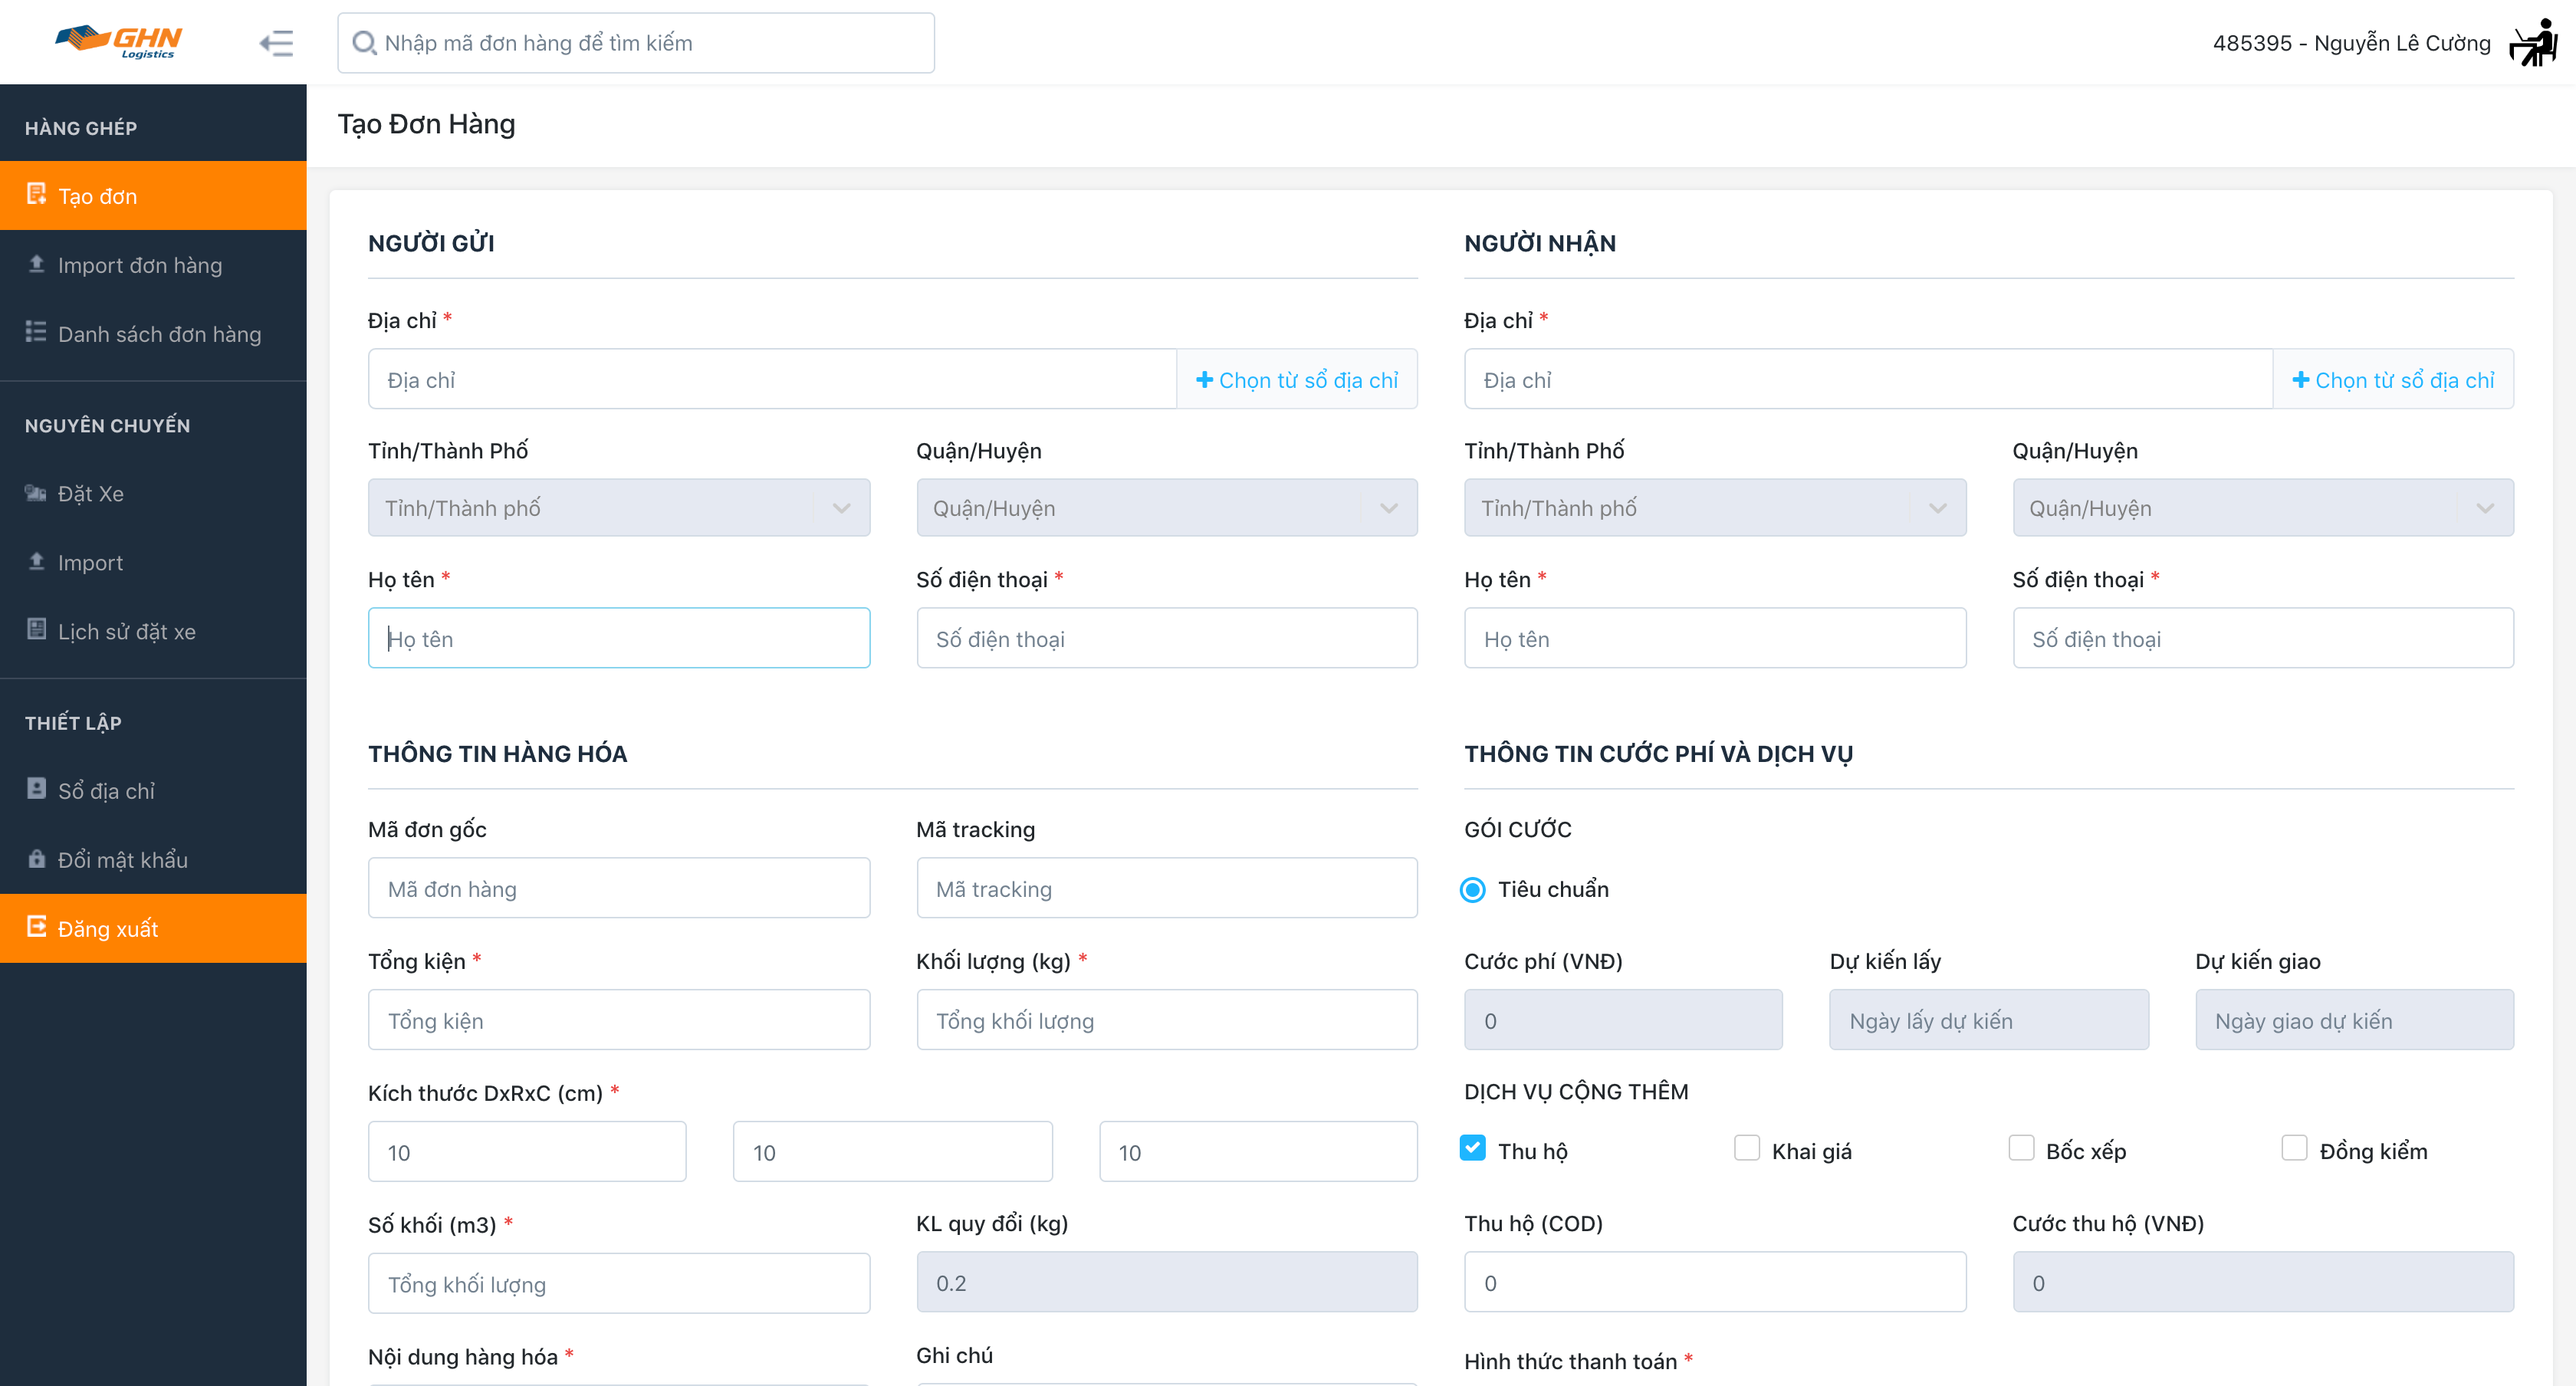 GHN
Logistics
Nhập mã đơn hàng để tìm kiếm
485395 - Nguyễn Lê Cường
HÀNG GHÉP
Tạo đơn
Import đơn hàng
Danh sách đơn hàng
NGUYÊN CHUYẾN
Đặt Xe
Import
Lịch sử đặt xe
THIẾT LẬP
Sổ địa chỉ
Đổi mật khẩu
Đăng xuất
Tạo Đơn Hàng
NGƯỜI GỬI
Địa chỉ *
Địa chỉ
Chọn từ sổ địa chỉ
Tỉnh/Thành Phố Quận/Huyện
Tỉnh/Thành phố Quận/Huyện
Họ tên * Số điện thoại *
Họ tên Số điện thoại
NGƯỜI NHẬN
Địa chỉ *
Địa chỉ
Chọn từ sổ địa chỉ
Tỉnh/Thành Phố Quận/Huyện
Tỉnh/Thành phố Quận/Huyện
Họ tên * Số điện thoại *
Họ tên Số điện thoại
THÔNG TIN HÀNG HÓA
Mã đơn gốc Mã tracking
Mã đơn hàng Mã tracking
Tổng kiện * Khối lượng (kg) *
Tổng kiện Tổng khối lượng
Kích thước DxRxC (cm) *
10 10 10
Số khối (m3) * KL quy đổi (kg)
Tổng khối lượng 0.2
Nội dung hàng hóa * Ghi chú
THÔNG TIN CƯỚC PHÍ VÀ DỊCH VỤ
GÓI CƯỚC
Tiêu chuẩn
Cước phí (VNĐ) Dự kiến lấy Dự kiến giao
0 Ngày lấy dự kiến Ngày giao dự kiến
DỊCH VỤ CỘNG THÊM
Thu hộ Khai giá Bốc xếp Đồng kiểm
Thu hộ (COD) Cước thu hộ (VNĐ)
0 0
Hình thức thanh toán *